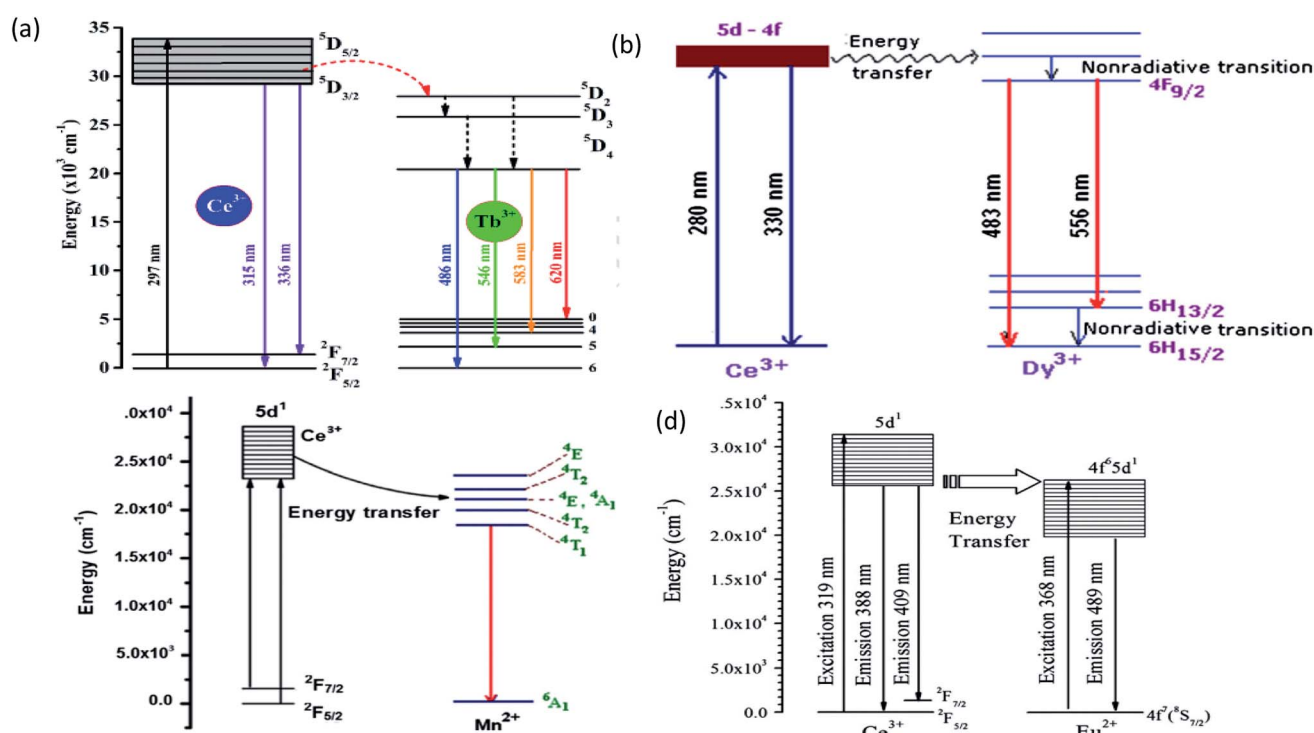 (a)
Energy (x10³ cm⁻¹)
35
30
25
20
15
10
5
0
⁵D₅/₂
⁵D₃/₂
⁵D₂
⁵D₃
⁵D₄
Ce³⁺
Tb³⁺
297 nm
315 nm
336 nm
486 nm
546 nm
583 nm
620 nm
²F₇/₂
²F₅/₂
0
4
5
6
(b)
5d - 4f
Energy
transfer
Nonradiative transition
4F9/2
280 nm
330 nm
483 nm
556 nm
6H13/2
Nonradiative transition
6H15/2
Ce³⁺
Dy³⁺
Energy (cm⁻¹)
.0x10⁴
2.5x10⁴
2.0x10⁴
1.5x10⁴
1.0x10⁴
5.0x10³
0.0
5d¹
Ce³⁺
Energy transfer
⁴E
⁴T₂
⁴E, ⁴A₁
⁴T₂
⁴T₁
²F₇/₂
²F₅/₂
⁶A₁
Mn²⁺
(d)
Energy (cm⁻¹)
.5x10⁴
3.0x10⁴
2.5x10⁴
2.0x10⁴
1.5x10⁴
1.0x10⁴
5.0x10³
0.0
5d¹
4f⁶5d¹
Energy
Transfer
Excitation 319 nm
Emission 388 nm
Emission 409 nm
Excitation 368 nm
Emission 489 nm
²F₇/₂
²F₅/₂
4f⁷(⁸S₇/₂)
Ce³⁺
Eu²⁺